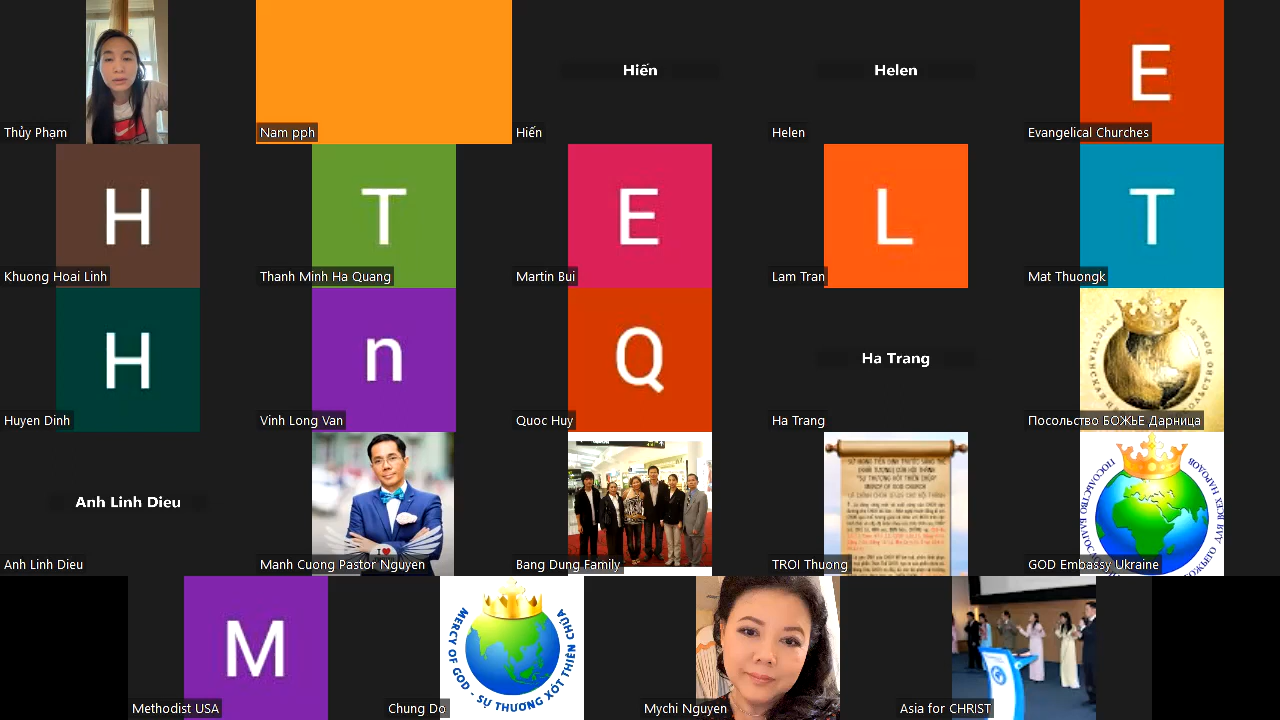 Thủy Phạm
Nam pph
Hiến
Hiến
Helen
Helen
E
Evangelical Churches
H
Khuong Hoai Linh
T
Thanh Minh Ha Quang
E
Martin Bui
L
Lam Tran
T
Mat Thuongk
H
Huyen Dinh
n
Vinh Long Van
Q
Quoc Huy
Ha Trang
Ha Trang
Посольство БОЖЬЕ Дарница
Anh Linh Dieu
Anh Linh Dieu
I
Manh Cuong Pastor Nguyen
Bang Dung Family
TROI Thuong
GOD Embassy Ukraine
M
Methodist USA
MERCY OF GOD - SỰ THƯƠNG XÓT THIÊN CHÚA
Chung Do
Mychi Nguyen
Asia for CHRIST